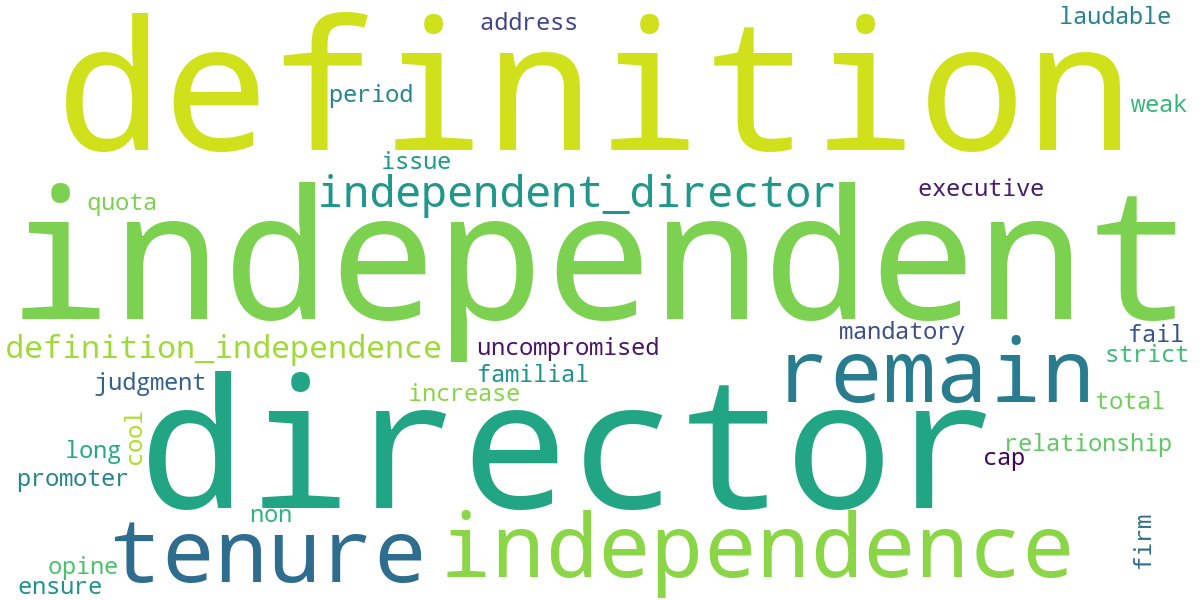 address
laudable
definition
period
weak
issue
independent_director
executive
quota
independent
mandatory
fail
definition_independence
uncompromised
remain
strict
familial
judgment
increase
total
director
cool
long
relationship
cap
promoter
non
tenure
independence
firm
opine
ensure